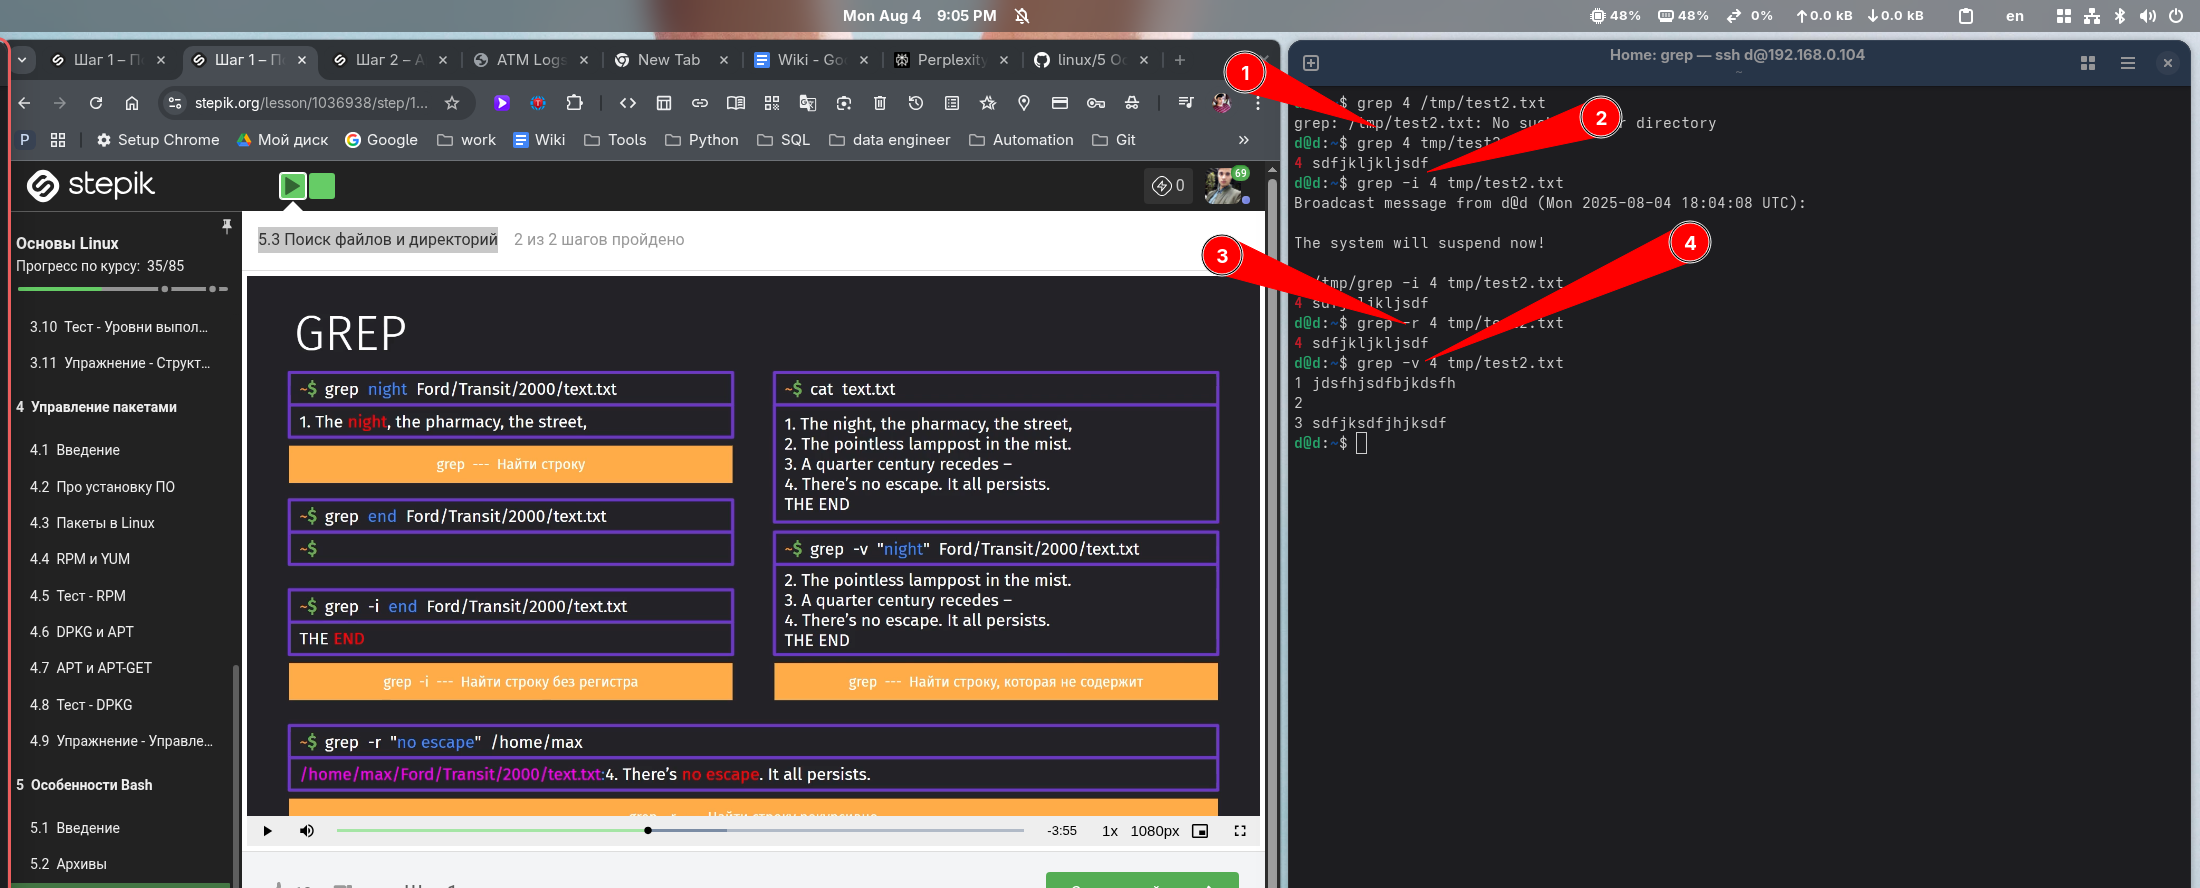 Mon Aug 4 9:05 PM
48% 48% 0% 0.0 kB 0.0 kB en
Шаг 1 – П
Шаг 1 – П
Шаг 2 – А
ATM Logs
New Tab
Wiki - Go
Perplexity
linux/5 О
stepik.org/lesson/1036938/step/1...
P
Setup Chrome
Мой диск
Google
work
Wiki
Tools
Python
SQL
data engineer
Automation
Git
»
stepik
0
69
Основы Linux
Прогресс по курсу: 35/85
3.10 Тест - Уровни выпол...
3.11 Упражнение - Структ...
4 Управление пакетами
4.1 Введение
4.2 Про установку ПО
4.3 Пакеты в Linux
4.4 RPM и YUM
4.5 Тест - RPM
4.6 DPKG и APT
4.7 APT и APT-GET
4.8 Тест - DPKG
4.9 Упражнение - Управле...
5 Особенности Bash
5.1 Введение
5.2 Архивы
5.3 Поиск файлов и директорий 2 из 2 шагов пройдено
GREP
~$ grep night Ford/Transit/2000/text.txt
1. The night, the pharmacy, the street,
grep --- Найти строку
~$ grep end Ford/Transit/2000/text.txt
~$
~$ grep -i end Ford/Transit/2000/text.txt
THE END
grep -i --- Найти строку без регистра
~$ cat text.txt
1. The night, the pharmacy, the street,
2. The pointless lamppost in the mist.
3. A quarter century recedes –
4. There's no escape. It all persists.
THE END
~$ grep -v "night" Ford/Transit/2000/text.txt
2. The pointless lamppost in the mist.
3. A quarter century recedes –
4. There's no escape. It all persists.
THE END
grep --- Найти строку, которая не содержит
~$ grep -r "no escape" /home/max
/home/max/Ford/Transit/2000/text.txt:4. There's no escape. It all persists.
-3:55 1x 1080px
Home: grep — ssh d@192.168.0.104
~
1
2
3
4
$ grep 4 /tmp/test2.txt
grep: /tmp/test2.txt: No directory
d@d:~$ grep 4
4 sdfjkljkljsdf
d@d:~$ grep -i 4 tmp/test2.txt
Broadcast message from d@d (Mon 2025-08-04 18:04:08 UTC):
The system will suspend now!
/tmp/grep -i 4 tmp/test2.txt
4
d@d:~$ grep -r 4
4 sdfjkljkljsdf
d@d:~$ grep -v 4 tmp/test2.txt
1 jdsfhjsdfbjkdsfh
2
3 sdfjksdfjhjksdf
d@d:~$